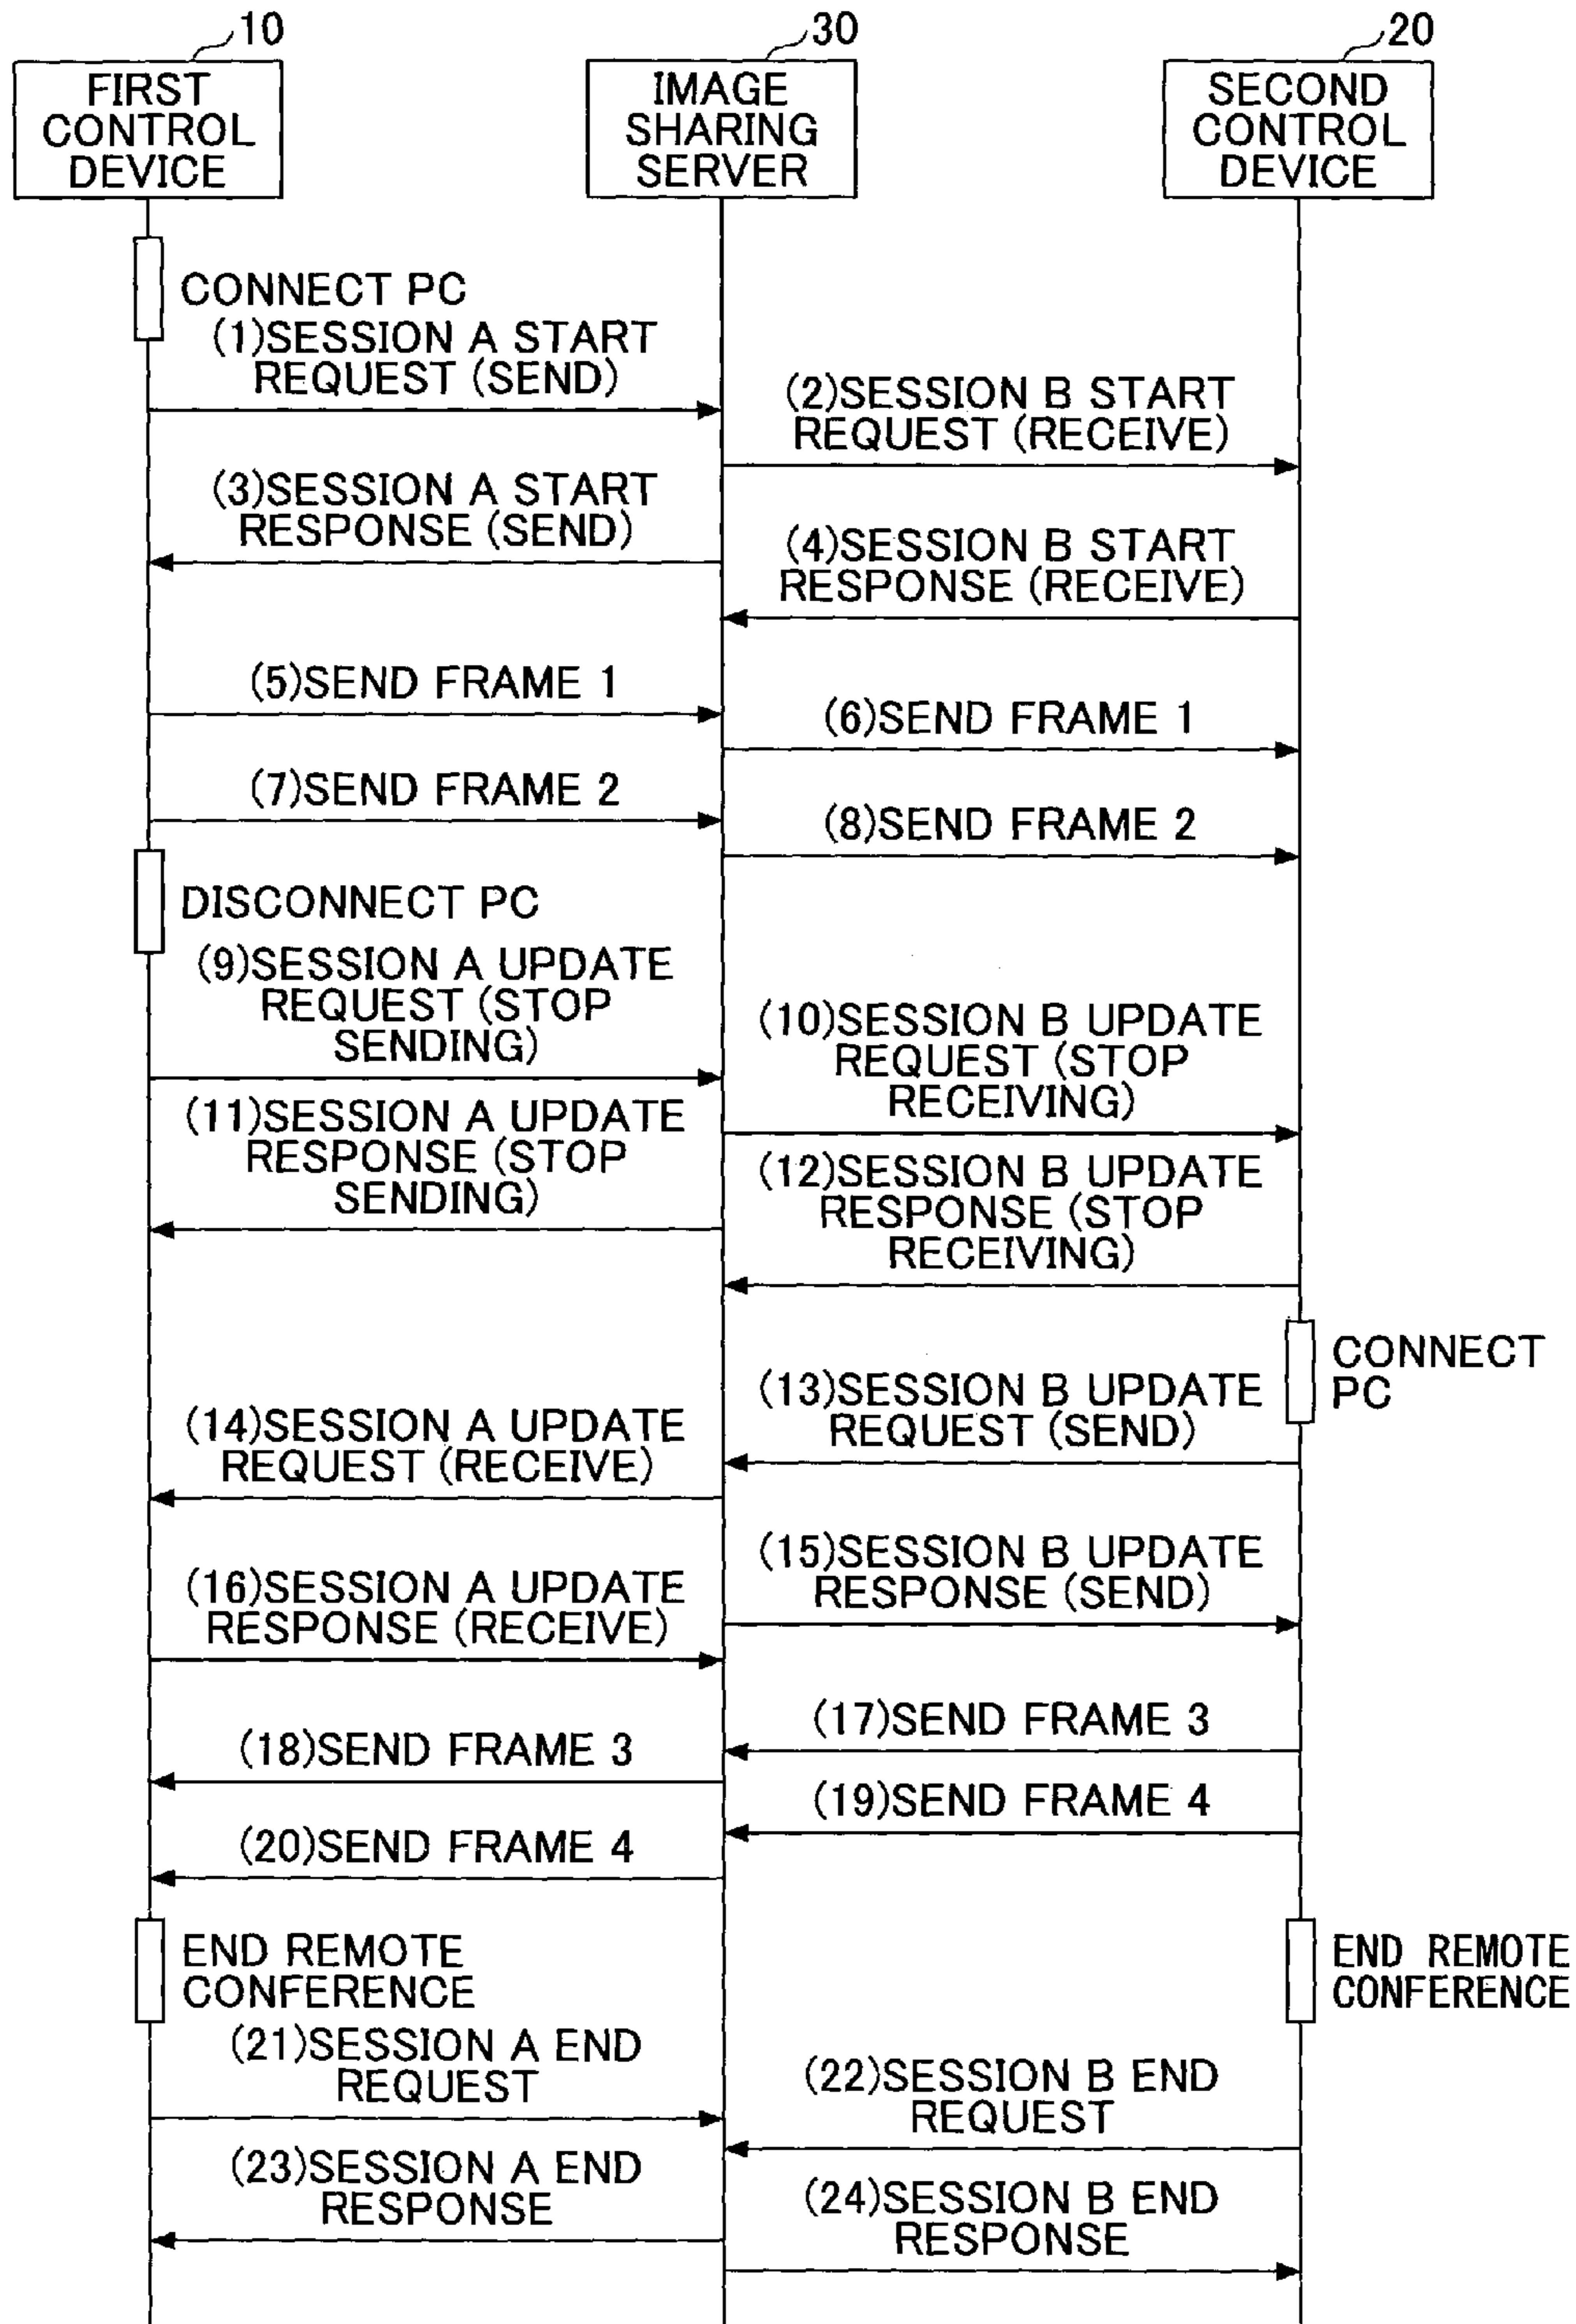 10
30
20
FIRST
CONTROL
DEVICE
IMAGE
SHARING
SERVER
SECOND
CONTROL
DEVICE
CONNECT PC
(1)SESSION A START
REQUEST (SEND)
(2)SESSION B START
REQUEST (RECEIVE)
(3)SESSION A START
RESPONSE (SEND)
(4)SESSION B START
RESPONSE (RECEIVE)
(5)SEND FRAME 1
(6)SEND FRAME 1
(7)SEND FRAME 2
(8)SEND FRAME 2
DISCONNECT PC
(9)SESSION A UPDATE
REQUEST (STOP
SENDING)
(10)SESSION B UPDATE
REQUEST (STOP
RECEIVING)
(11)SESSION A UPDATE
RESPONSE (STOP
SENDING)
(12)SESSION B UPDATE
RESPONSE (STOP
RECEIVING)
CONNECT
PC
(13)SESSION B UPDATE
REQUEST (SEND)
(14)SESSION A UPDATE
REQUEST (RECEIVE)
(15)SESSION B UPDATE
RESPONSE (SEND)
(16)SESSION A UPDATE
RESPONSE (RECEIVE)
(17)SEND FRAME 3
(18)SEND FRAME 3
(19)SEND FRAME 4
(20)SEND FRAME 4
END REMOTE
CONFERENCE
END REMOTE
CONFERENCE
(21)SESSION A END
REQUEST
(22)SESSION B END
REQUEST
(23)SESSION A END
RESPONSE
(24)SESSION B END
RESPONSE